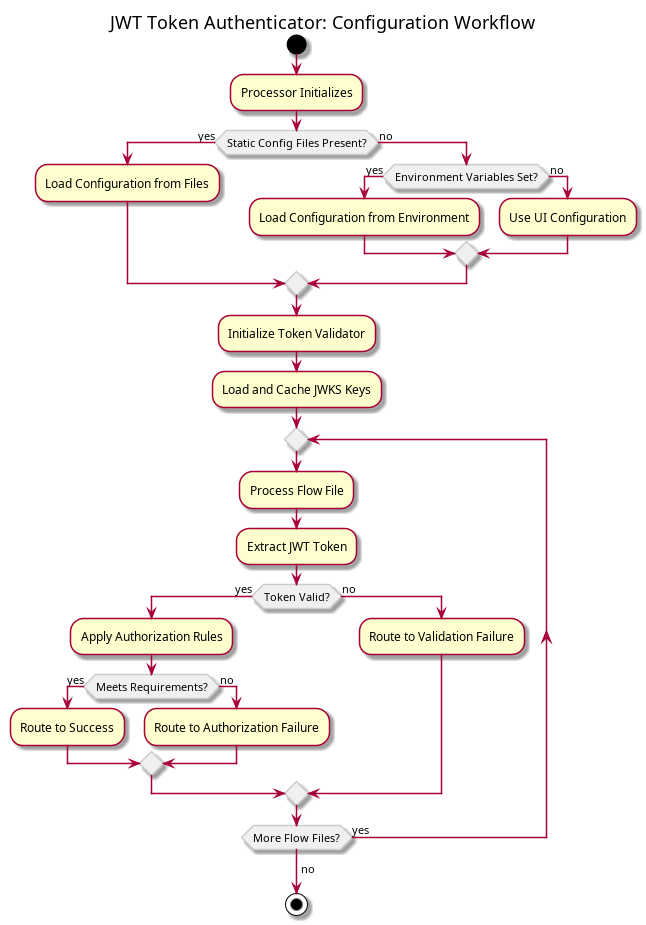 JWT Token Authenticator: Configuration Workflow
Processor Initializes
yes
Static Config Files Present?
no
Load Configuration from Files
yes
Environment Variables Set?
no
Load Configuration from Environment
Use UI Configuration
Initialize Token Validator
Load and Cache JWKS Keys
Process Flow File
Extract JWT Token
yes
Token Valid?
no
Apply Authorization Rules
Route to Validation Failure
yes
Meets Requirements?
no
Route to Success
Route to Authorization Failure
More Flow Files?
yes
no